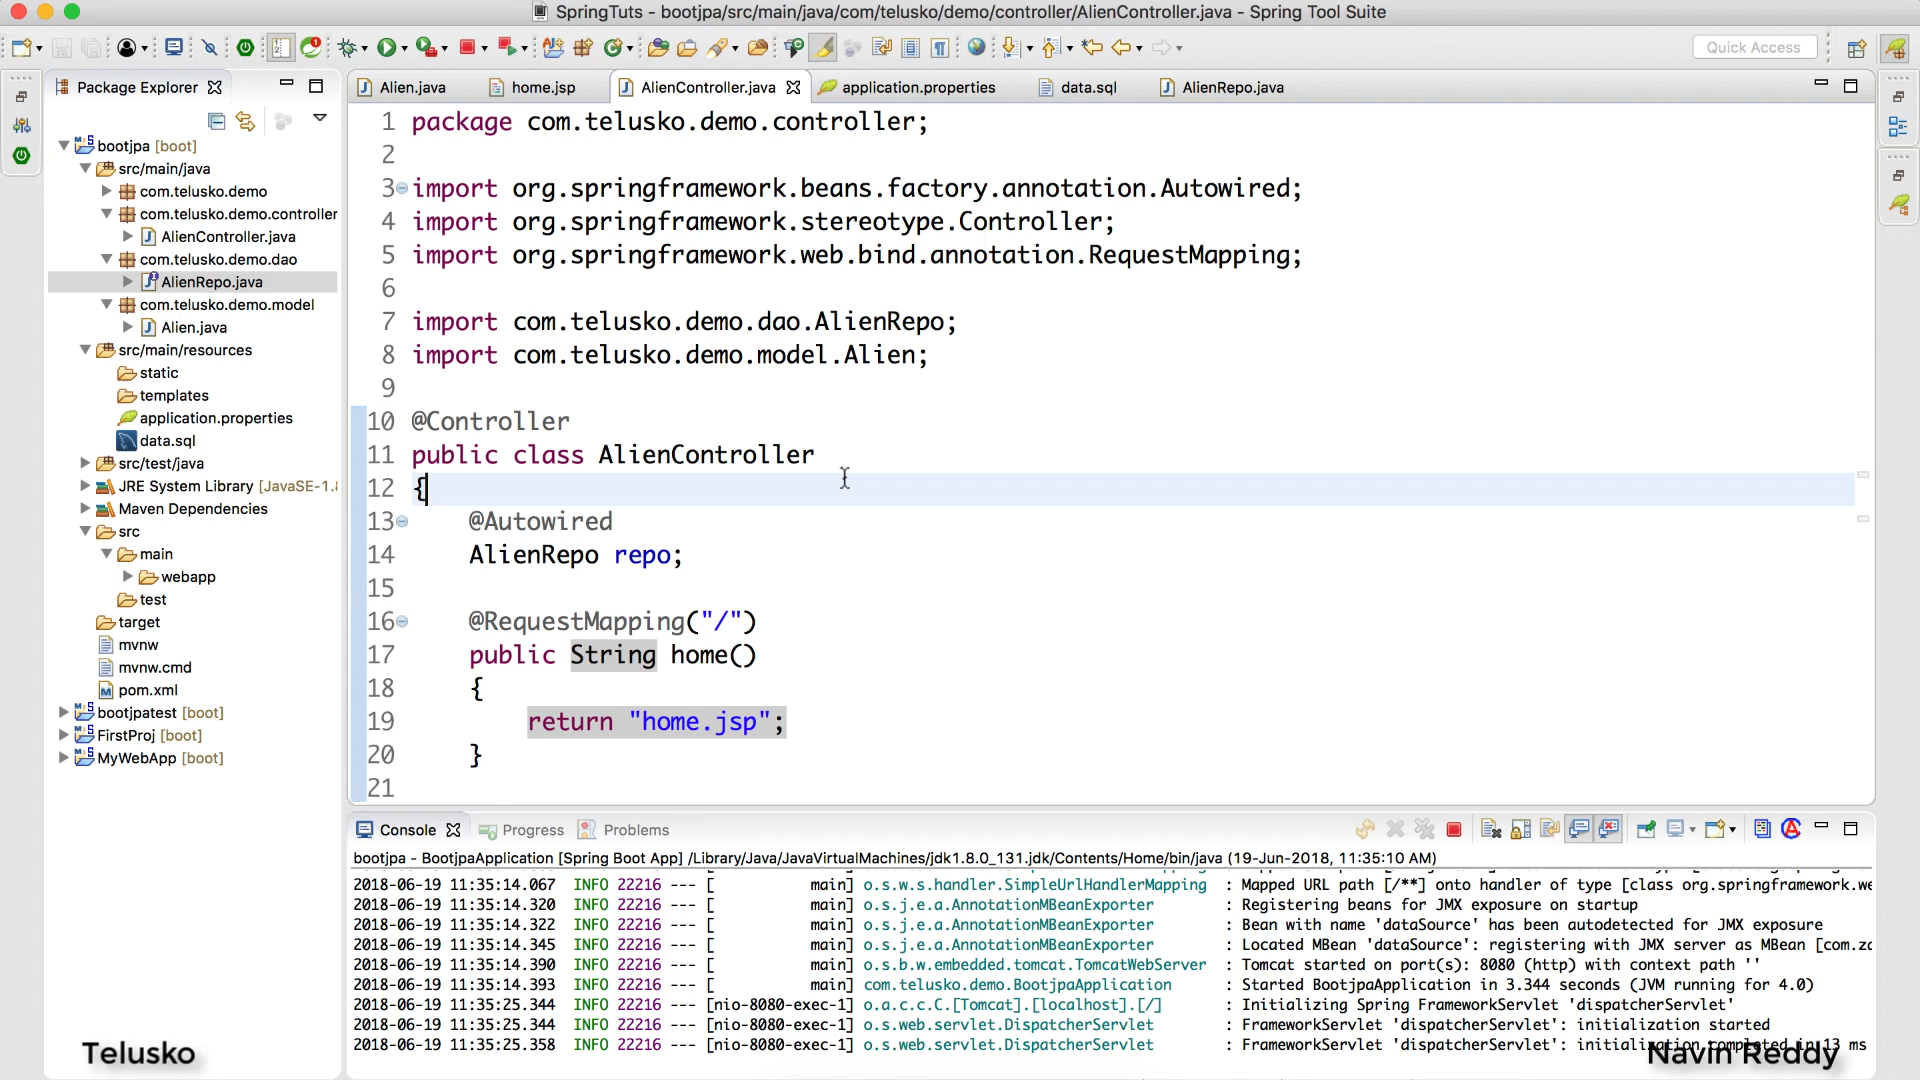 SpringTuts - bootjpa/src/main/java/com/telusko/demo/controller/AlienController.java - Spring Tool Suite
Quick Access
Package Explorer
bootjpa [boot]
src/main/java
com.telusko.demo
com.telusko.demo.controller
AlienController.java
com.telusko.demo.dao
AlienRepo.java
com.telusko.demo.model
Alien.java
src/main/resources
static
templates
application.properties
data.sql
src/test/java
JRE System Library [JavaSE-1.8
Maven Dependencies
src
main
webapp
test
target
mvnw
mvnw.cmd
pom.xml
bootjpatest [boot]
FirstProj [boot]
MyWebApp [boot]
Alien.java home.jsp AlienController.java application.properties data.sql AlienRepo.java
1 package com.telusko.demo.controller;
2
3 import org.springframework.beans.factory.annotation.Autowired;
4 import org.springframework.stereotype.Controller;
5 import org.springframework.web.bind.annotation.RequestMapping;
6
7 import com.telusko.demo.dao.AlienRepo;
8 import com.telusko.demo.model.Alien;
9
10 @Controller
11 public class AlienController
12 {
13 @Autowired
14 AlienRepo repo;
15
16 @RequestMapping("/")
17 public String home()
18 {
19 return "home.jsp";
20 }
21
Console Progress Problems
bootjpa - BootjpaApplication [Spring Boot App] /Library/Java/JavaVirtualMachines/jdk1.8.0_131.jdk/Contents/Home/bin/java (19-Jun-2018, 11:35:10 AM)
2018-06-19 11:35:14.067 INFO 22216 --- [ main] o.s.w.s.handler.SimpleUrlHandlerMapping : Mapped URL path [/**] onto handler of type [class org.springframework.we
2018-06-19 11:35:14.320 INFO 22216 --- [ main] o.s.j.e.a.AnnotationMBeanExporter : Registering beans for JMX exposure on startup
2018-06-19 11:35:14.322 INFO 22216 --- [ main] o.s.j.e.a.AnnotationMBeanExporter : Bean with name 'dataSource' has been autodetected for JMX exposure
2018-06-19 11:35:14.345 INFO 22216 --- [ main] o.s.j.e.a.AnnotationMBeanExporter : Located MBean 'dataSource': registering with JMX server as MBean [com.za
2018-06-19 11:35:14.390 INFO 22216 --- [ main] o.s.b.w.embedded.tomcat.TomcatWebServer : Tomcat started on port(s): 8080 (http) with context path ''
2018-06-19 11:35:14.393 INFO 22216 --- [ main] com.telusko.demo.BootjpaApplication : Started BootjpaApplication in 3.344 seconds (JVM running for 4.0)
2018-06-19 11:35:25.344 INFO 22216 --- [nio-8080-exec-1] o.a.c.c.C.[Tomcat].[localhost].[/] : Initializing Spring FrameworkServlet 'dispatcherServlet'
2018-06-19 11:35:25.344 INFO 22216 --- [nio-8080-exec-1] o.s.web.servlet.DispatcherServlet : FrameworkServlet 'dispatcherServlet': initialization started
2018-06-19 11:35:25.358 INFO 22216 --- [nio-8080-exec-1] o.s.web.servlet.DispatcherServlet : FrameworkServlet 'dispatcherServlet': initialization completed in 13 ms
Telusko
Navin Reddy